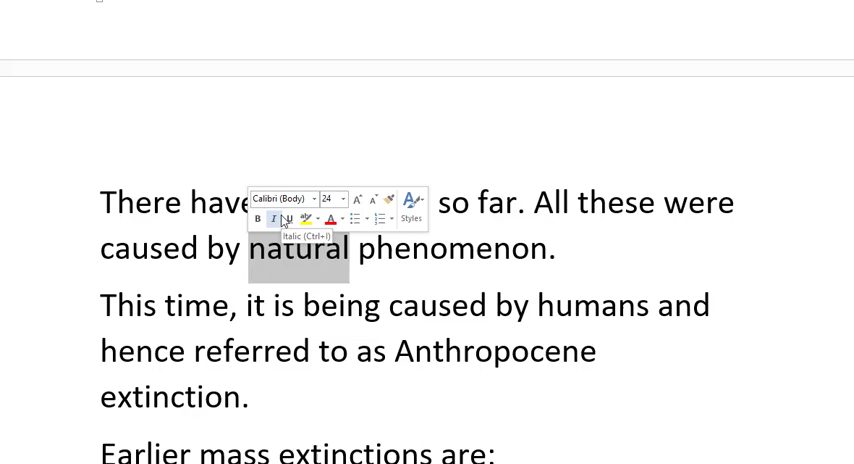 There have so far. All these were
Calibri (Body) 24
B I U Styles
Italic (Ctrl+I)
caused by natural phenomenon.
This time, it is being caused by humans and
hence referred to as Anthropocene
extinction.
Earlier mass extinctions are: